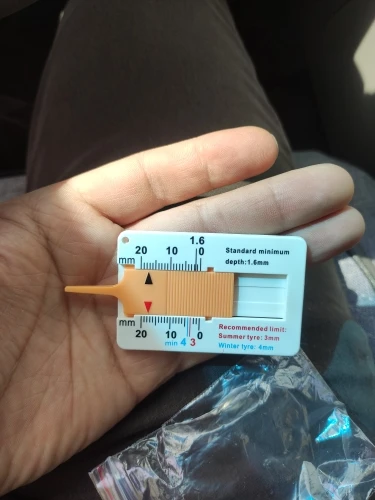 1.6
20 10 0
mm
Standard minimum
depth:1.6mm
mm
20 10 0
min 4 3
Recommended limit:
Summer tyre: 3mm
Winter tyre: 4mm